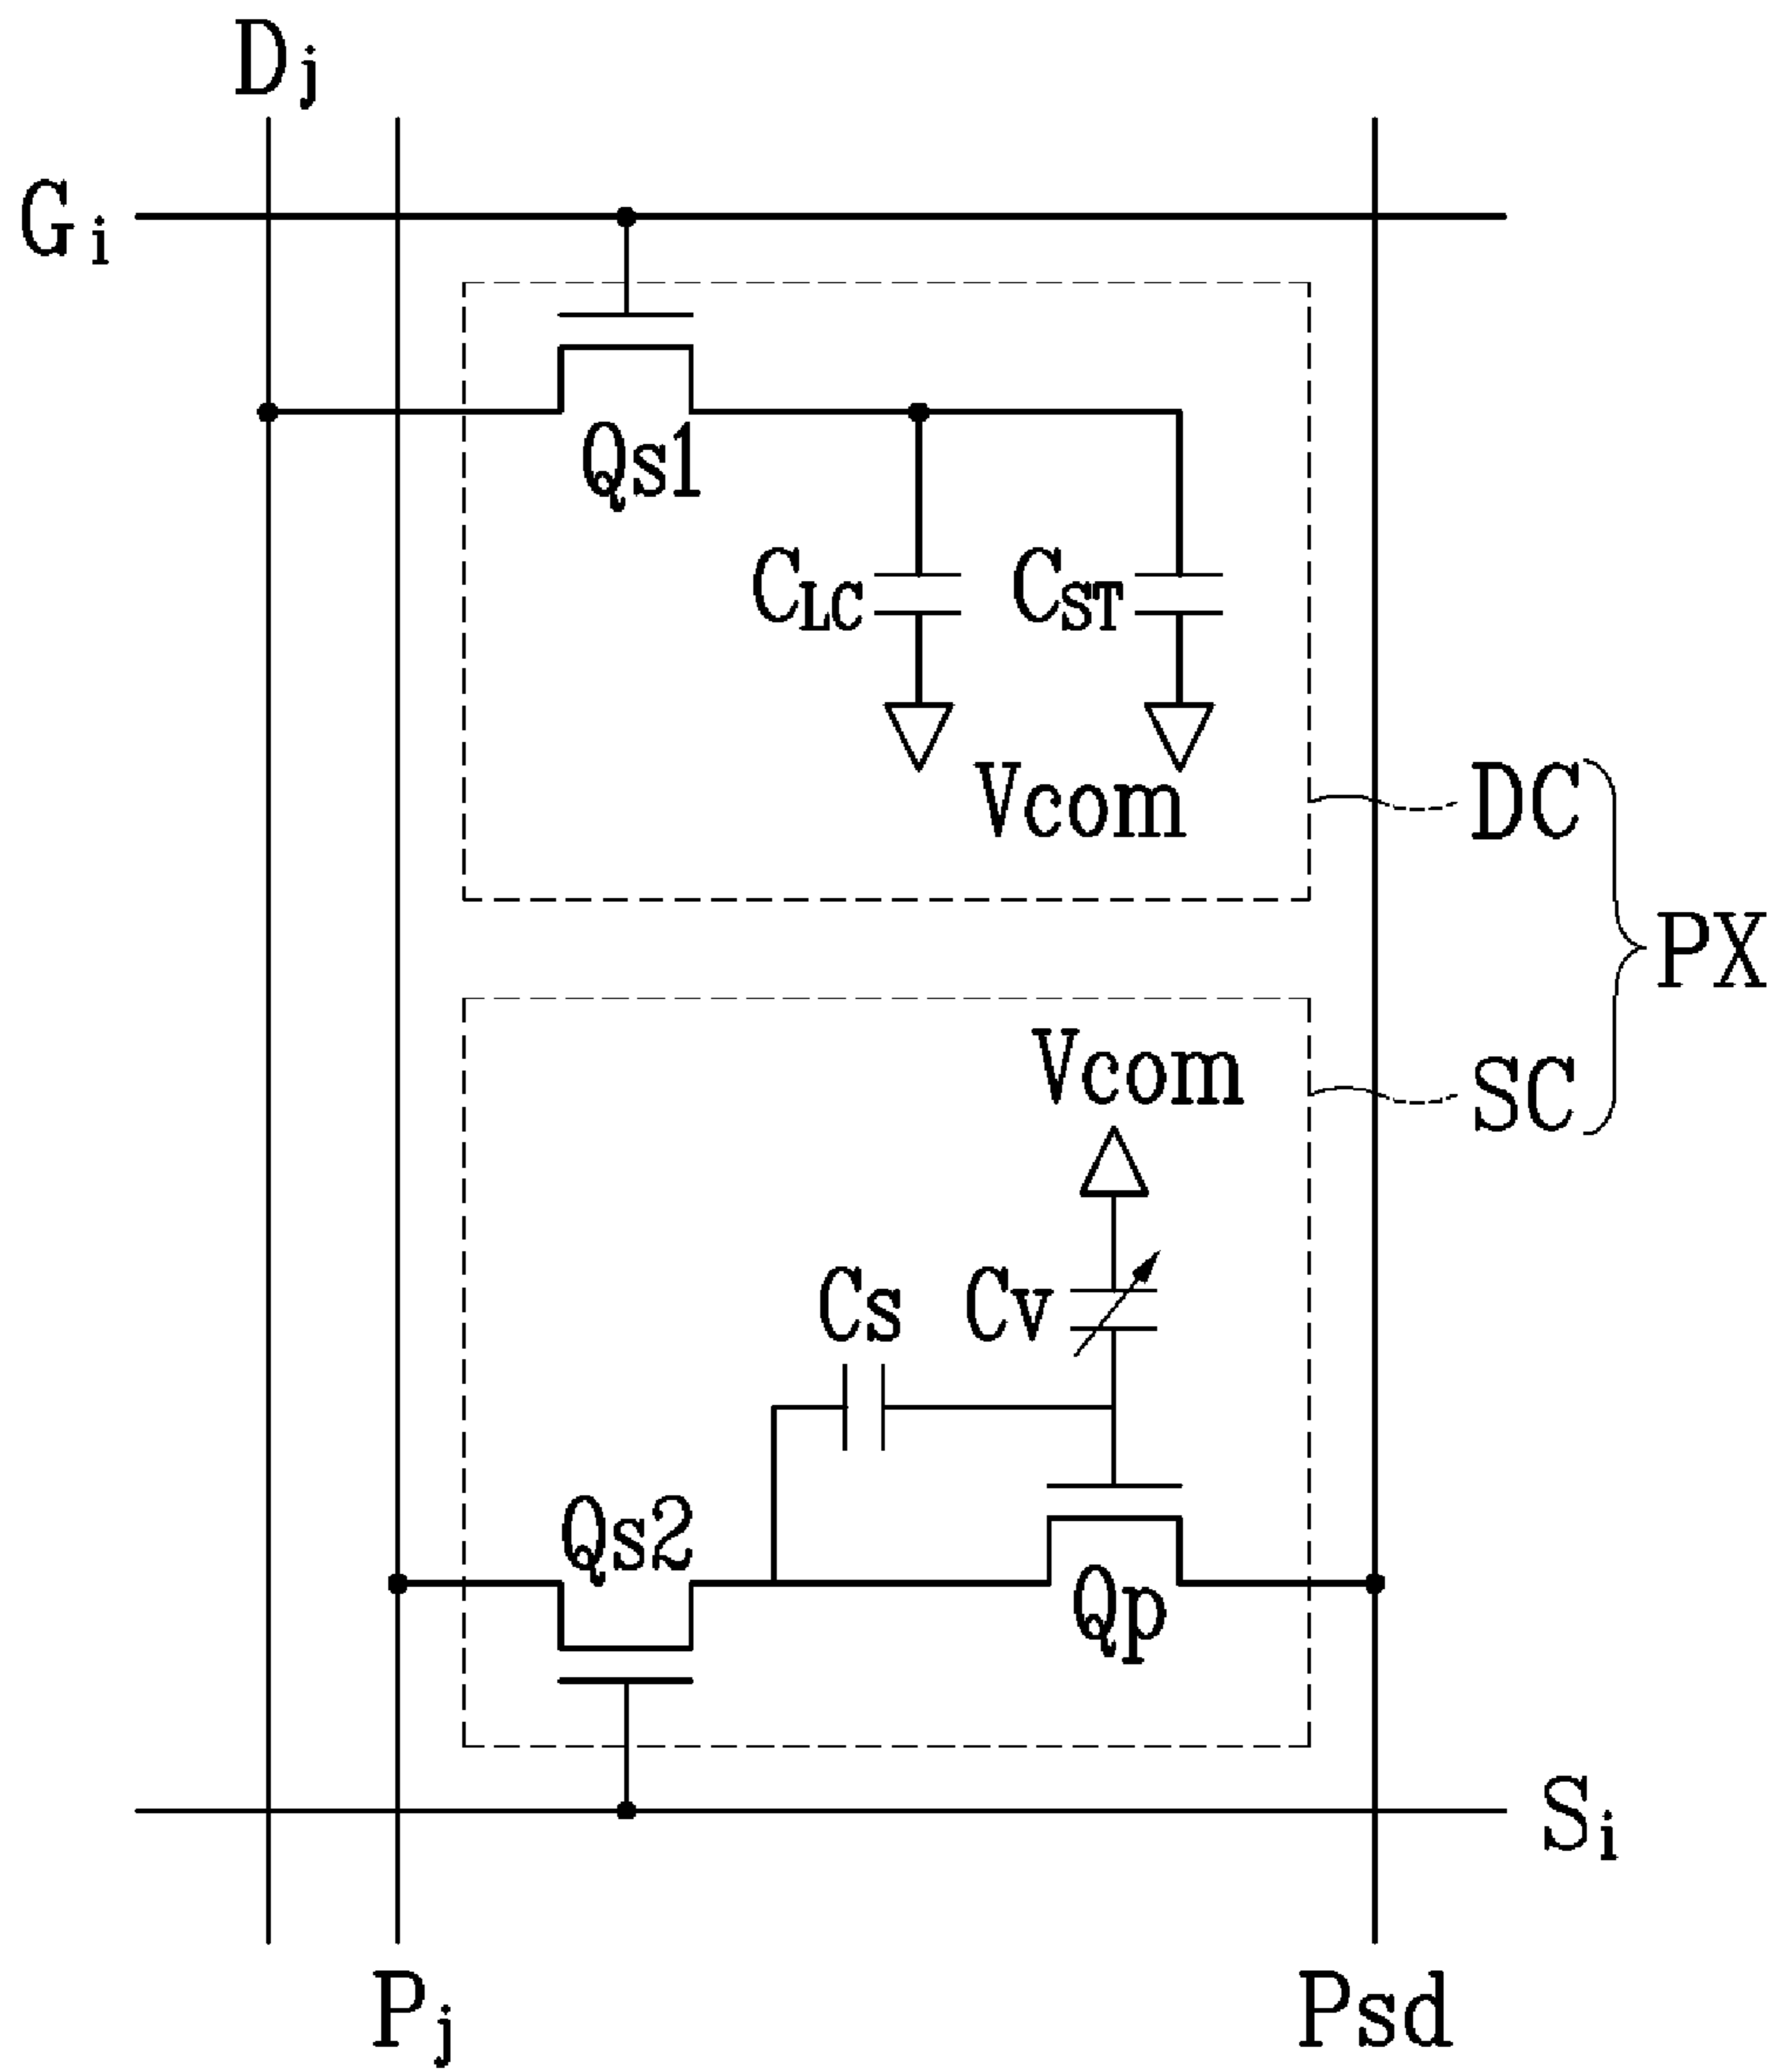 Dj
Gi
Qs1
CLC CST
Vcom
DC
PX
Vcom
SC
Cs Cv
Qs2
Qp
Si
Pj Psd